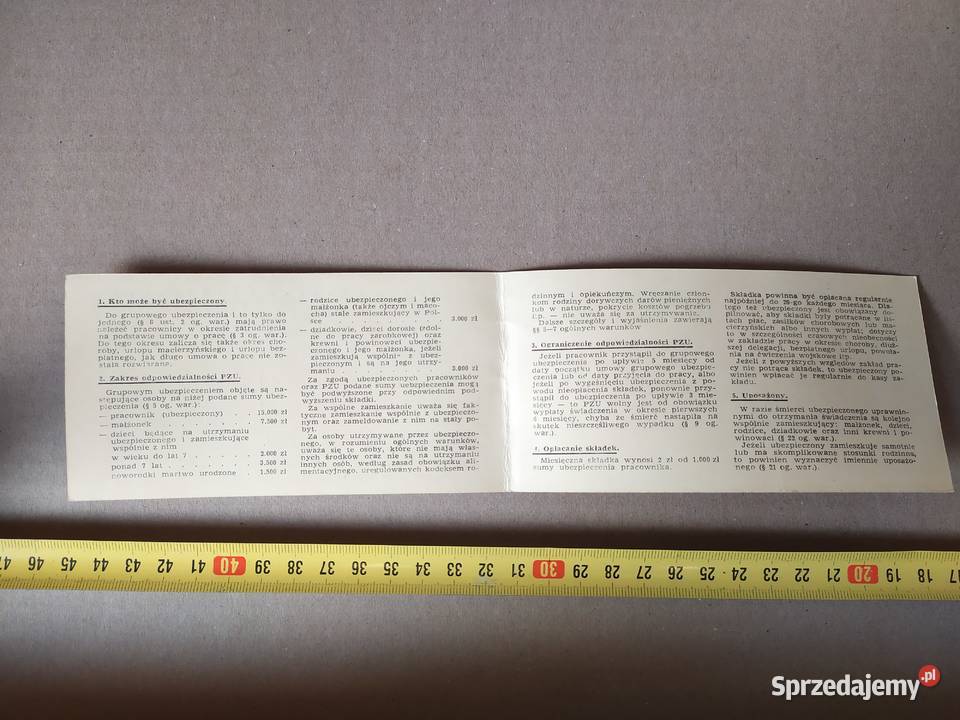 1. Kto może być ubezpieczony
Do grupowego ubezpieczenia i to tylko do
jednego (§ 6 ust. 3 og. war.) mają prawo
należeć pracownicy w okresie zatrudnienia
na podstawie umowy o pracę (§ 3 og. war.).
Do tego okresu zalicza się także okres cho-
roby, urlopu macierzyńskiego i urlopu bez-
płatnego, jak długo umowa o pracę nie zo-
stała rozwiązana.
2. Zakres odpowiedzialności PZU.
Grupowym ubezpieczeniem objęte są na-
stępujące osoby na niżej podane sumy ubez-
pieczenia (§ 5 og. war.):
— pracownik (ubezpieczony) . . 15.000 zł
— małżonek . . . . . . 7.500 zł
— dzieci będące na utrzymaniu
ubezpieczonego i zamieszkujące
wspólnie z nim
w wieku do lat 7 . . . . 2.000 zł
ponad 7 lat . . . . . . 3.500 zł
noworodki martwo urodzone . 1.500 zł
— rodzice ubezpieczonego i jego
małżonka (także ojczym i maco-
cha) stale zamieszkujący w Pol-
sce . . . . . . . . 3.000 zł
— dziadkowie, dzieci dorosłe (zdol-
ne do pracy zarobkowej) oraz
krewni i powinowaci ubezpie-
czonego i jego małżonka, jeżeli
zamieszkują wspólnie z ubez-
pieczonym i są na jego utrzy-
maniu . . . . . . . 3.000 zł
Za zgodą ubezpieczonych pracowników
oraz PZU podane sumy ubezpieczenia mogą
być podwyższone przy odpowiednim pod-
wyższeniu składki.
Za wspólne zamieszkanie uważa się fak-
tyczne zamieszkanie wspólnie z ubezpieczo-
nym oraz zameldowanie z nim na stały po-
byt.
Za osoby utrzymywane przez ubezpieczo-
nego, w rozumieniu ogólnych warunków,
uważa się te osoby, które nie mają włas-
nych środków oraz nie są na utrzymaniu
innych osób, według zasad obowiązku ali-
mentacyjnego, uregulowanych kodeksem ro-
dzinnym i opiekuńczym. Wręczanie człon-
kom rodziny dorywczych darów pieniężnych
lub w naturze, pokrycie kosztów pogrzebu
itp. — nie uważa się za utrzymywanie.
Dalsze szczegóły i wyjaśnienia zawierają
§ 3—7 ogólnych warunków
3. Ograniczenie odpowiedzialności PZU.
Jeżeli pracownik przystąpił do grupowego
ubezpieczenia po upływie 3 miesięcy od
daty początku umowy grupowego ubezpie-
czenia lub od daty przyjęcia do pracy, albo
jeżeli po wygaśnięciu ubezpieczenia z po-
wodu nieopłacenia składek, ponownie przy-
stąpił do ubezpieczenia po upływie 3 mie-
sięcy — to PZU wolny jest od obowiązku
wypłaty świadczenia w okresie pierwszych
6 miesięcy, chyba że śmierć nastąpiła na
skutek nieszczęśliwego wypadku (§ 9 og.
war.).
4. Opłacanie składek.
Miesięczna składka wynosi 2 zł od 1.000 zł
sumy ubezpieczenia pracownika.
Składka powinna być opłacana regularnie
najpóźniej do 25-go każdego miesiąca. Dla-
tego też ubezpieczony jest obowiązany do-
pilnować, aby składki były potrącane w lis-
tach płac, zasiłków chorobowych lub ma-
cierzyńskich albo innych wypłat; dotyczy
to w szczególności czasowych nieobecności
w zakładzie pracy w okresie choroby, dłuż-
szej delegacji, bezpłatnego urlopu, powoła-
nia na ćwiczenia wojskowe itp.
Jeżeli z powyższych względów zakład pra-
cy nie potrąca składek, to ubezpieczony po-
winien wpłacać je regularnie do kasy za-
kładu.
5. Uposażony.
W razie śmierci ubezpieczonego uprawnio-
nymi do otrzymania świadczenia są kolejno
wspólnie zamieszkujący: małżonek, dzieci,
rodzice, dziadkowie oraz inni krewni i po-
winowaci (§ 22 og. war.).
Jeżeli ubezpieczony zamieszkuje samotnie
lub ma skomplikowane stosunki rodzinne,
to powinien wyznaczyć imiennie uposażo-
nego (§ 21 og. war.).
47 46 45 44 43 42 41 40 39 38 37 36 35 34 33 32 31 30 29 28 27 26 25 24 23 22 21 20 19 18 17
Sprzedajemy.pl